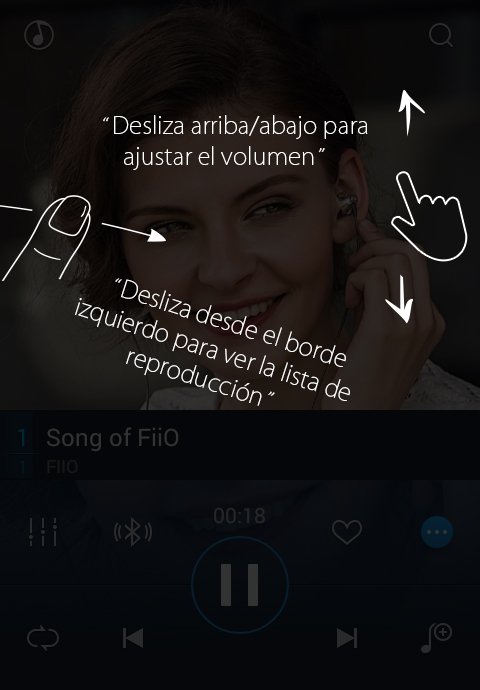 “Desliza arriba/abajo para
ajustar el volumen”
“Desliza desde el borde
izquierdo para ver la lista de
reproducción”
1 Song of FiiO
1 FIIO
00:18